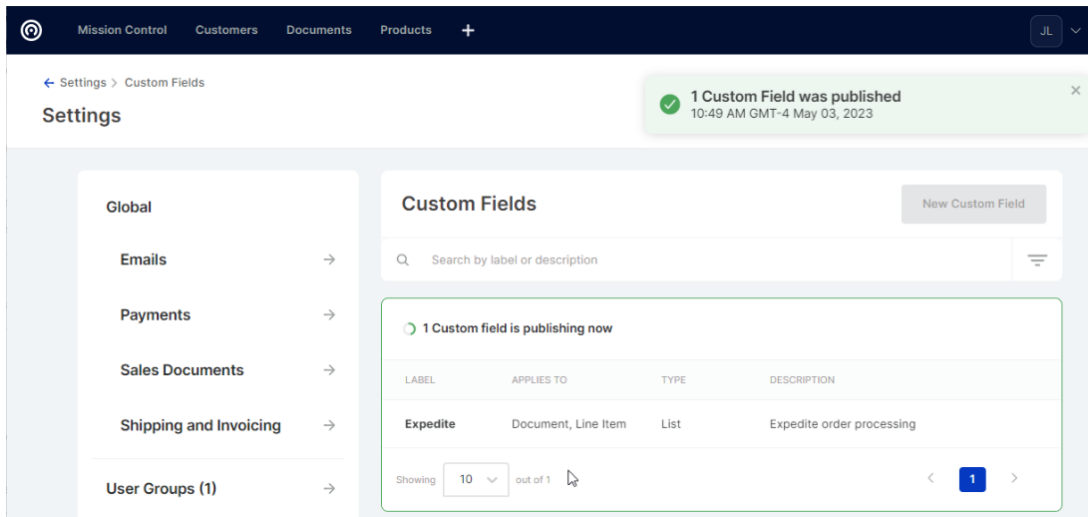 Mission Control Customers Documents Products + JL
← Settings > Custom Fields
Settings
1 Custom Field was published
10:49 AM GMT-4 May 03, 2023
Global
Emails
Payments
Sales Documents
Shipping and Invoicing
User Groups (1)
Custom Fields
New Custom Field
Search by label or description
1 Custom field is publishing now
LABEL APPLIES TO TYPE DESCRIPTION
Expedite Document, Line Item List Expedite order processing
Showing 10 out of 1 < 1 >